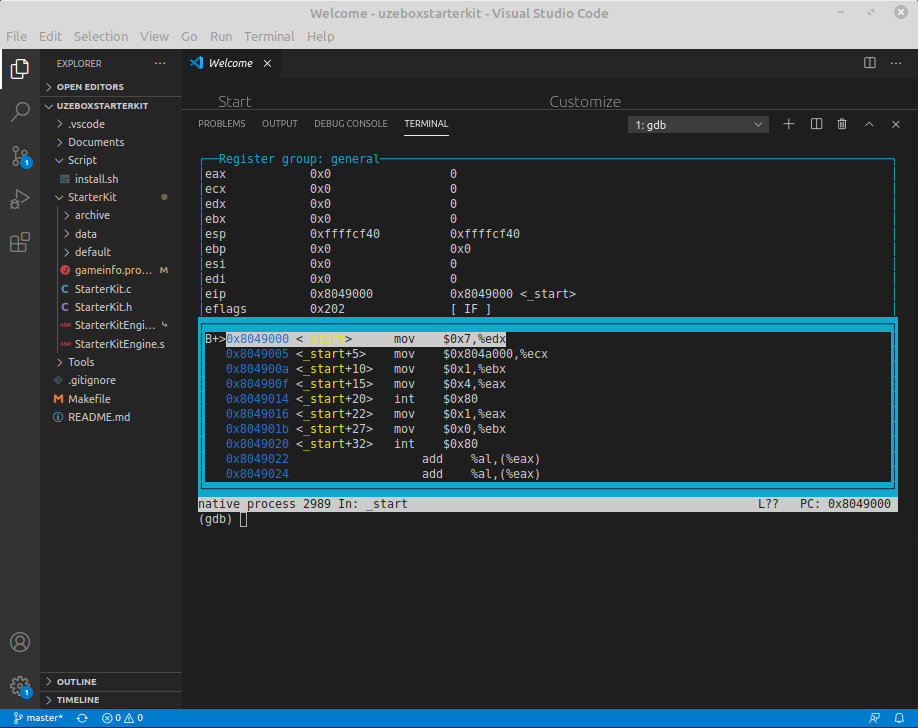 Welcome - uzeboxstarterkit - Visual Studio Code
File Edit Selection View Go Run Terminal Help
EXPLORER
OPEN EDITORS
UZEBOXSTARTERKIT
.vscode
Documents
Script
install.sh
StarterKit
archive
data
default
gameinfo.pro... M
StarterKit.c
StarterKit.h
StarterKitEngi...
StarterKitEngine.s
Tools
.gitignore
Makefile
README.md
OUTLINE
TIMELINE
Welcome
Start Customize
PROBLEMS OUTPUT DEBUG CONSOLE TERMINAL 1: gdb
Register group: general
eax 0x0 0
ecx 0x0 0
edx 0x0 0
ebx 0x0 0
esp 0xffffcf40 0xffffcf40
ebp 0x0 0x0
esi 0x0 0
edi 0x0 0
eip 0x8049000 0x8049000 <_start>
eflags 0x202 [ IF ]
B+>0x8049000 <_start> mov $0x7,%edx
0x8049005 <_start+5> mov $0x804a000,%ecx
0x804900a <_start+10> mov $0x1,%ebx
0x804900f <_start+15> mov $0x4,%eax
0x8049014 <_start+20> int $0x80
0x8049016 <_start+22> mov $0x1,%eax
0x804901b <_start+27> mov $0x0,%ebx
0x8049020 <_start+32> int $0x80
0x8049022 add %al,(%eax)
0x8049024 add %al,(%eax)
native process 2989 In: _start L?? PC: 0x8049000
(gdb)
1
1
master* 0 0